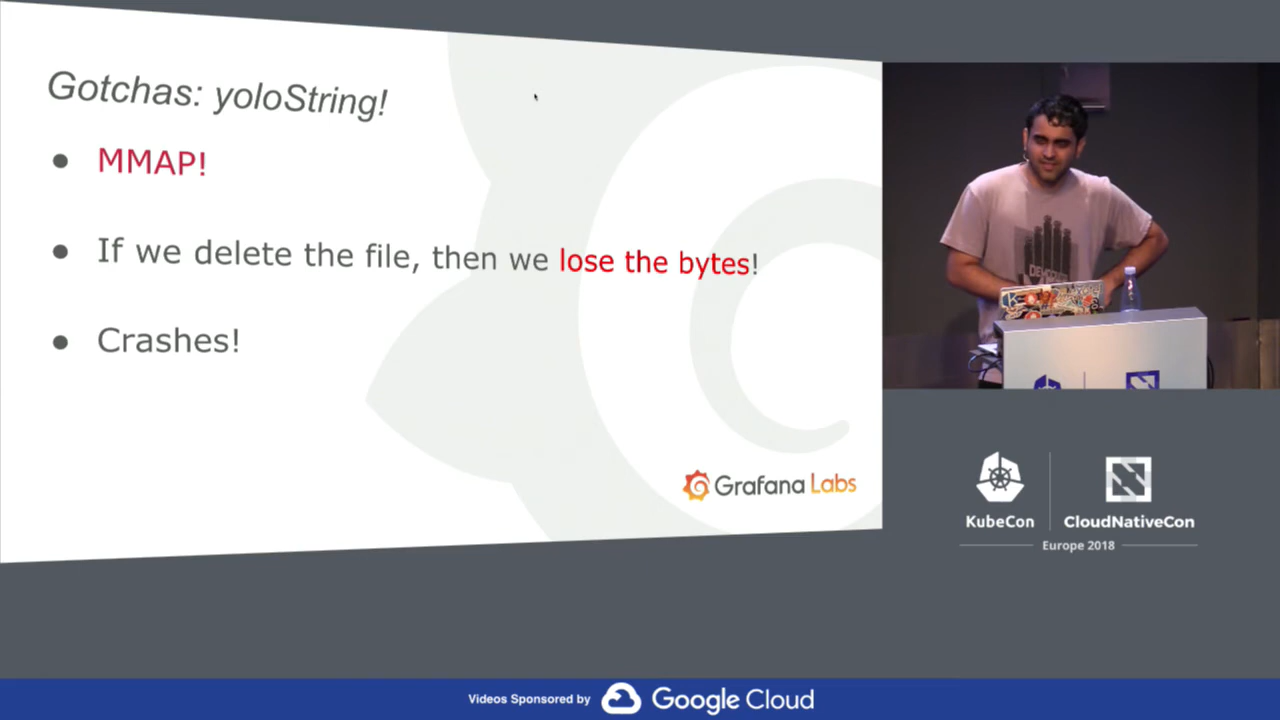 Gotchas: yoloString!
MMAP!
If we delete the file, then we lose the bytes!
Crashes!
Grafana Labs
KubeCon
CloudNativeCon
Europe 2018
Videos Sponsored by Google Cloud